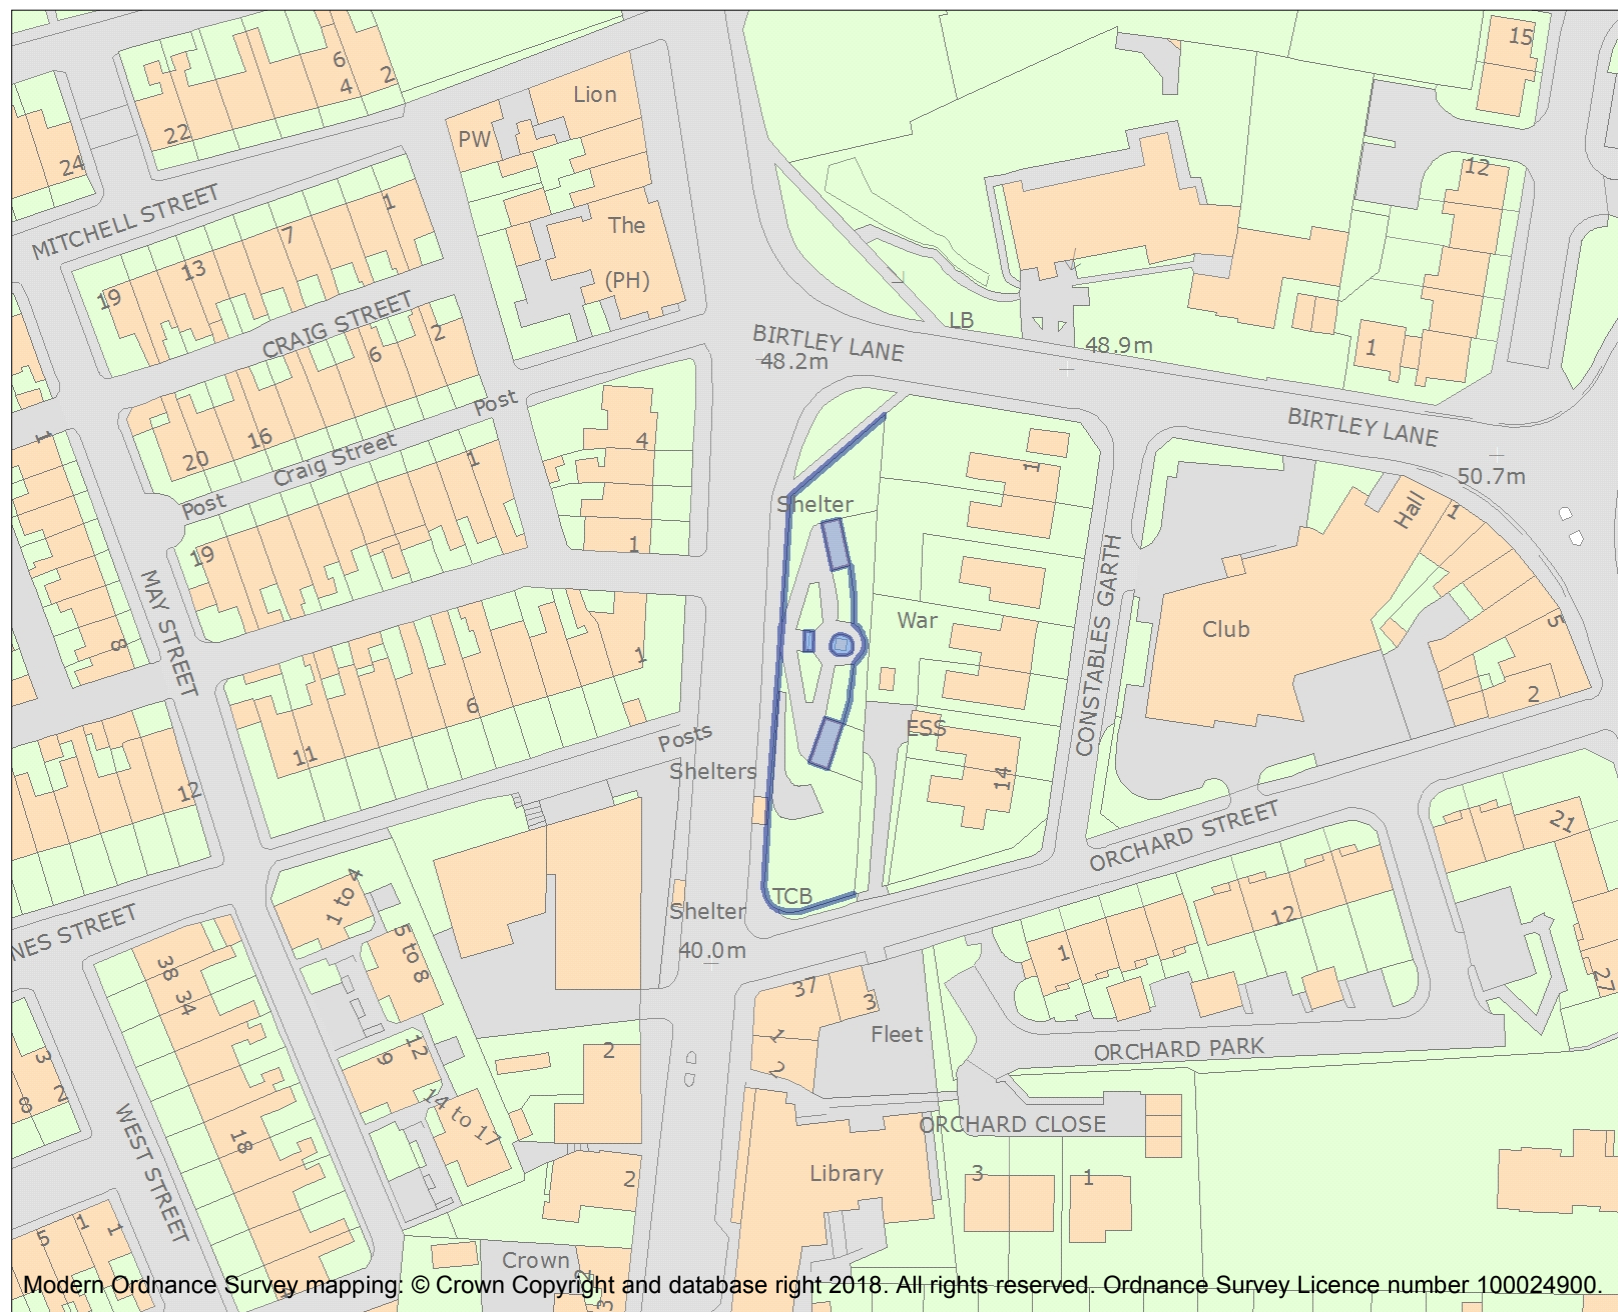 15
6
4
2
22
24
Lion
PW
12
MITCHELL STREET
1
7
13
19
The
(PH)
CRAIG STREET
2
6
LB
BIRTLEY LANE
48.2m
48.9m
1
Post
16
20
Craig Street
1
4
Post
19
1
1
BIRTLEY LANE
50.7m
Shelter
1
Hall
1
MAY STREET
8
War
CONSTABLES GARTH
Club
5
2
1
6
11
12
Posts
Shelters
ESS
14
ORCHARD STREET
21
TCB
Shelter
40.0m
1 to 4
5 to 8
NES STREET
38
34
12
1
27
37
3
Fleet
1
2
ORCHARD PARK
3
2
8
9
12
14 to 17
2
WEST STREET
18
ORCHARD CLOSE
Library
3
1
2
5
1
1
Crown
2
3
Modern Ordnance Survey mapping: © Crown Copyright and database right 2018. All rights reserved. Ordnance Survey Licence number 100024900.